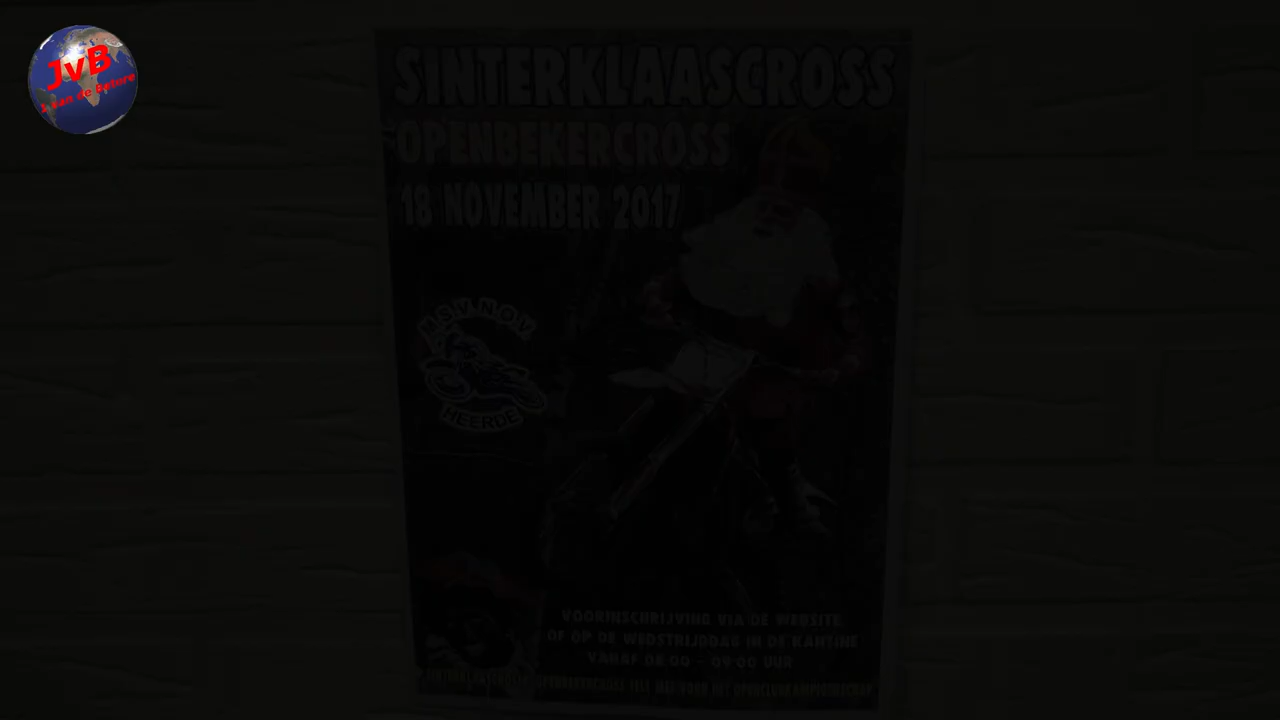 JvB
SINTERKLAASCROSS
OPENBEKERCROSS
18 NOVEMBER 2017
MSV NOV
HEERDE
VOORINSCHRIJVING VIA DE WEBSITE
OF OP DE WEDSTRIJDDAG IN DE KANTINE
VANAF 08.00 - 09.00 UUR